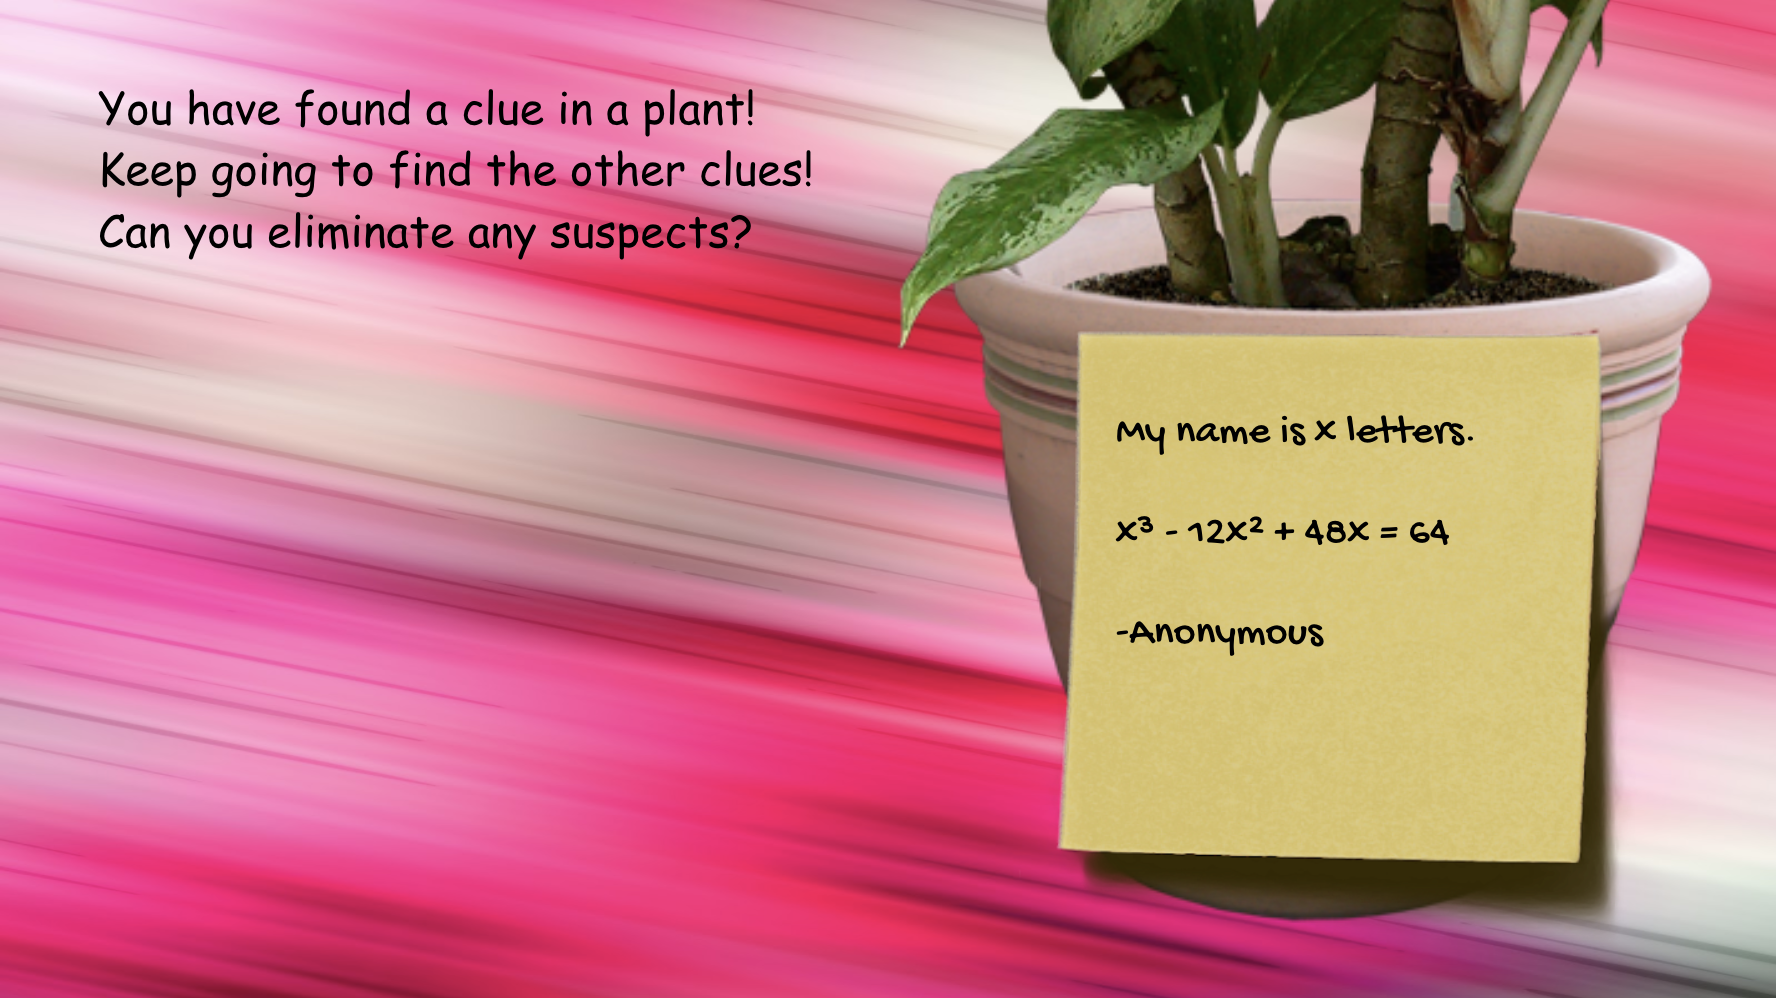 You have found a clue in a plant!
Keep going to find the other clues!
Can you eliminate any suspects?
My name is x letters.
x³ - 12x² + 48x = 64
-Anonymous